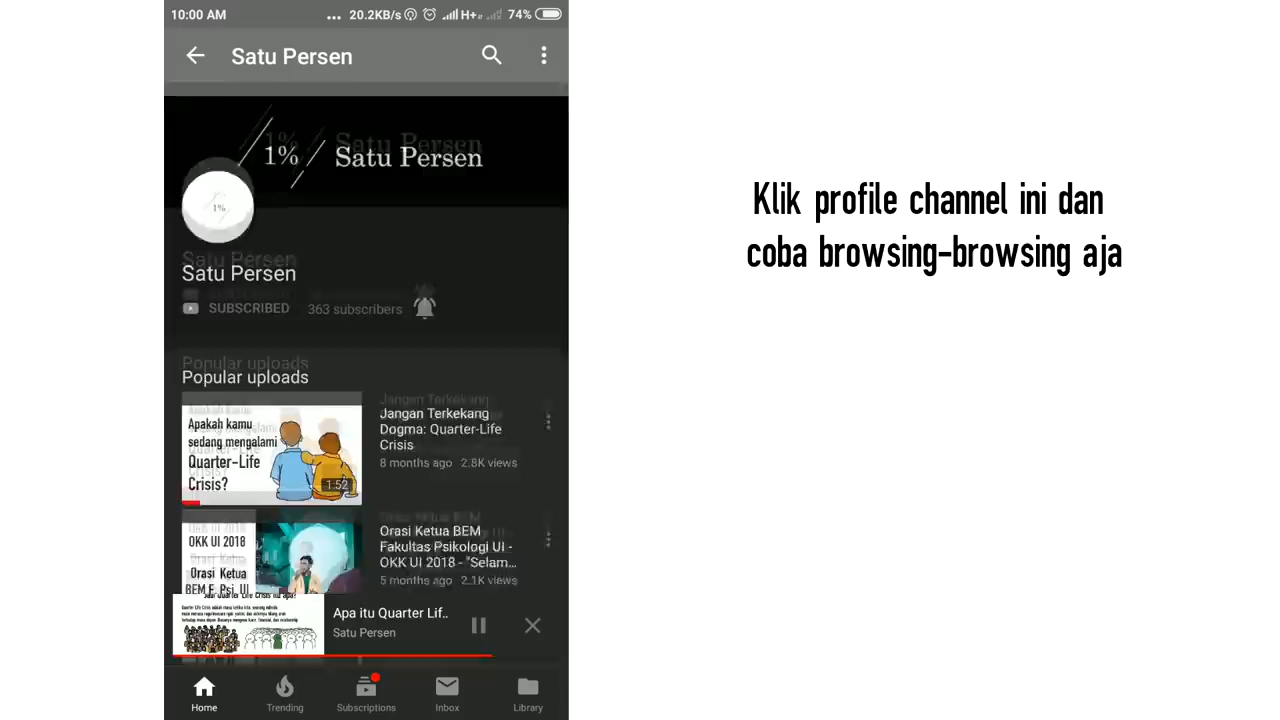 10:00 AM
... 20.2KB/s H+ 74%
Satu Persen
1% Satu Persen
1%
Satu Persen
SUBSCRIBED 363 subscribers
Popular uploads
Apakah kamu
sedang mengalami
Quarter-Life
Crisis?
1:52
Jangan Terkekang
Dogma: Quarter-Life
Crisis
8 months ago 2.8K views
OKK UI 2018
Orasi Ketua
BEM F. Psi. UI
Orasi Ketua BEM
Fakultas Psikologi UI -
OKK UI 2018 - "Selam...
5 months ago 2.1K views
Apa itu Quarter Lif..
Satu Persen
Home
Trending
Subscriptions
Inbox
Library
Klik profile channel ini dan
coba browsing-browsing aja